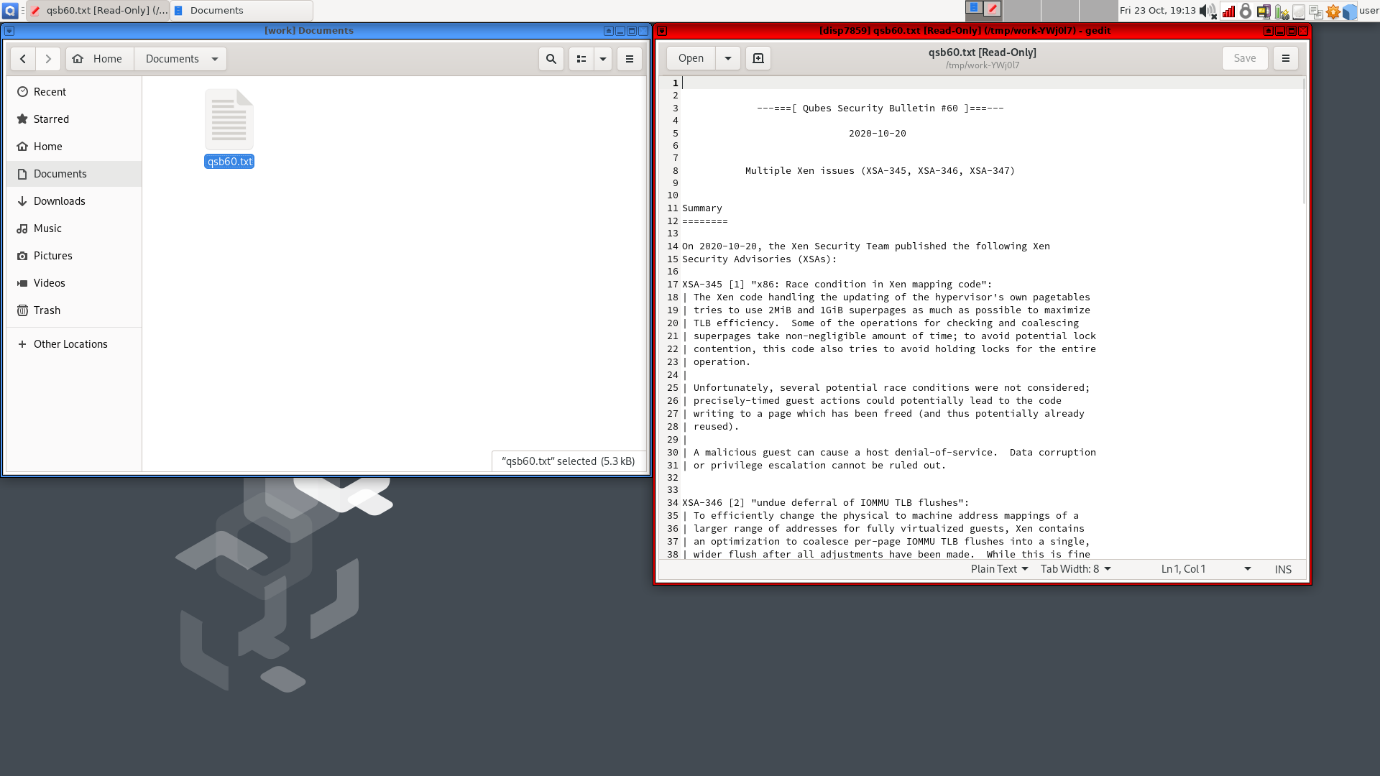 qsb60.txt [Read-Only] (/...
Documents
Fri 23 Oct, 19:13
user
[work] Documents
Home
Documents
Recent
Starred
Home
Documents
Downloads
Music
Pictures
Videos
Trash
+ Other Locations
qsb60.txt
"qsb60.txt" selected (5.3 kB)
[disp7859] qsb60.txt [Read-Only] (/tmp/work-YWj0l7) - gedit
Open
qsb60.txt [Read-Only]
/tmp/work-YWj0l7
Save
1
2
3 ---===[ Qubes Security Bulletin #60 ]===---
4
5 2020-10-20
6
7
8 Multiple Xen issues (XSA-345, XSA-346, XSA-347)
9
10
11 Summary
12 ========
13
14 On 2020-10-20, the Xen Security Team published the following Xen
15 Security Advisories (XSAs):
16
17 XSA-345 [1] "x86: Race condition in Xen mapping code":
18 | The Xen code handling the updating of the hypervisor's own pagetables
19 | tries to use 2MiB and 1GiB superpages as much as possible to maximize
20 | TLB efficiency.  Some of the operations for checking and coalescing
21 | superpages take non-negligible amount of time; to avoid potential lock
22 | contention, this code also tries to avoid holding locks for the entire
23 | operation.
24 |
25 | Unfortunately, several potential race conditions were not considered;
26 | precisely-timed guest actions could potentially lead to the code
27 | writing to a page which has been freed (and thus potentially already
28 | reused).
29 |
30 | A malicious guest can cause a host denial-of-service.  Data corruption
31 | or privilege escalation cannot be ruled out.
32
33
34 XSA-346 [2] "undue deferral of IOMMU TLB flushes":
35 | To efficiently change the physical to machine address mappings of a
36 | larger range of addresses for fully virtualized guests, Xen contains
37 | an optimization to coalesce per-page IOMMU TLB flushes into a single,
38 | wider flush after all adjustments have been made.  While this is fine
Plain Text
Tab Width: 8
Ln 1, Col 1
INS